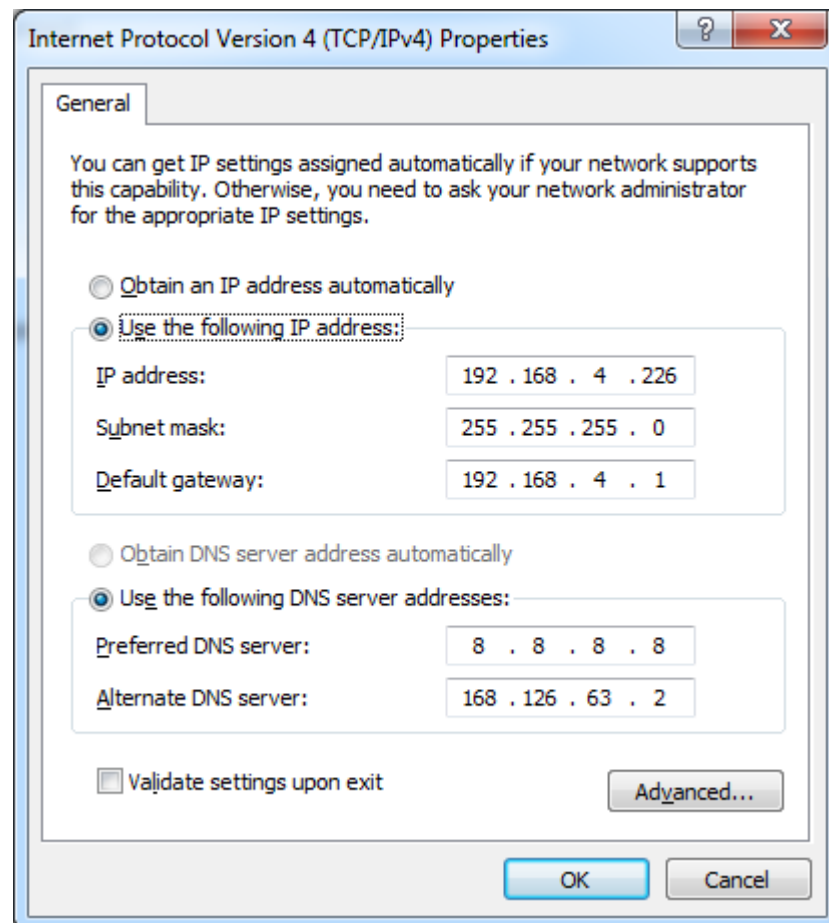 Internet Protocol Version 4 (TCP/IPv4) Properties
General
You can get IP settings assigned automatically if your network supports
this capability. Otherwise, you need to ask your network administrator
for the appropriate IP settings.
Obtain an IP address automatically
Use the following IP address:
IP address: 192 . 168 . 4 . 226
Subnet mask: 255 . 255 . 255 . 0
Default gateway: 192 . 168 . 4 . 1
Obtain DNS server address automatically
Use the following DNS server addresses:
Preferred DNS server: 8 . 8 . 8 . 8
Alternate DNS server: 168 . 126 . 63 . 2
Validate settings upon exit
Advanced...
OK Cancel